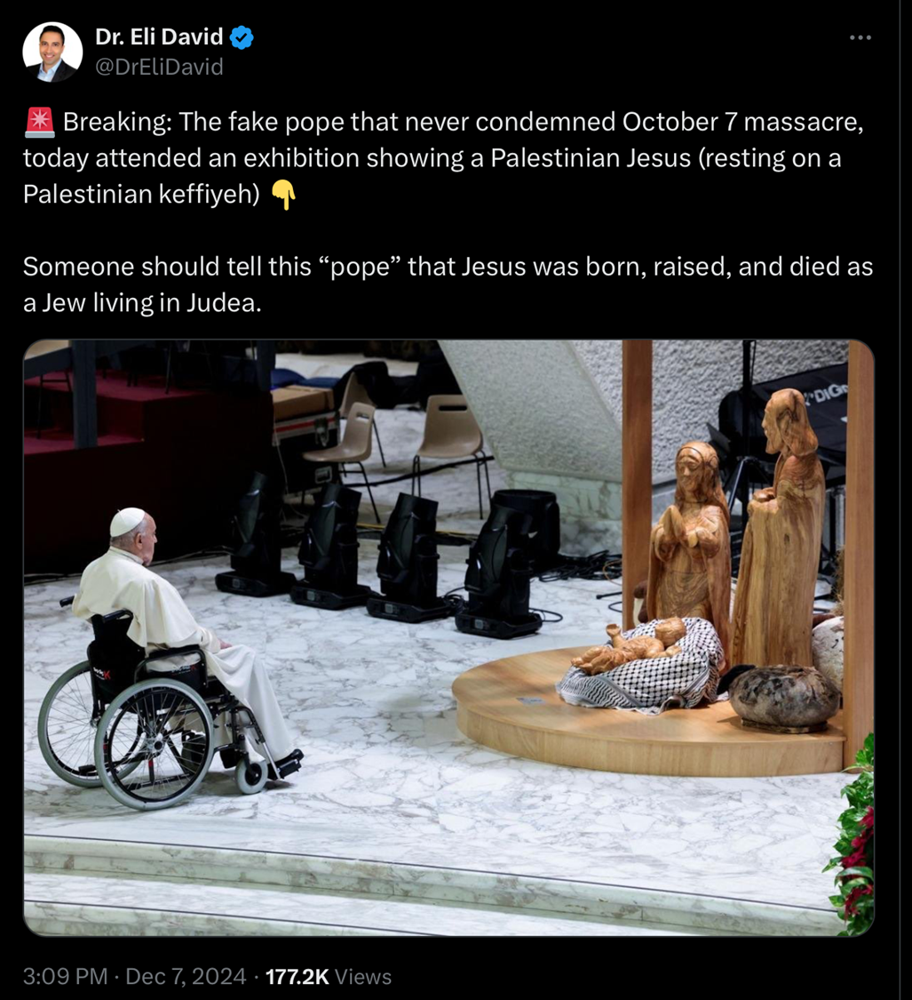 Dr. Eli David
@DrEliDavid
🚨 Breaking: The fake pope that never condemned October 7 massacre,
today attended an exhibition showing a Palestinian Jesus (resting on a
Palestinian keffiyeh) 👇
Someone should tell this “pope” that Jesus was born, raised, and died as
a Jew living in Judea.
3:09 PM · Dec 7, 2024 · 177.2K Views